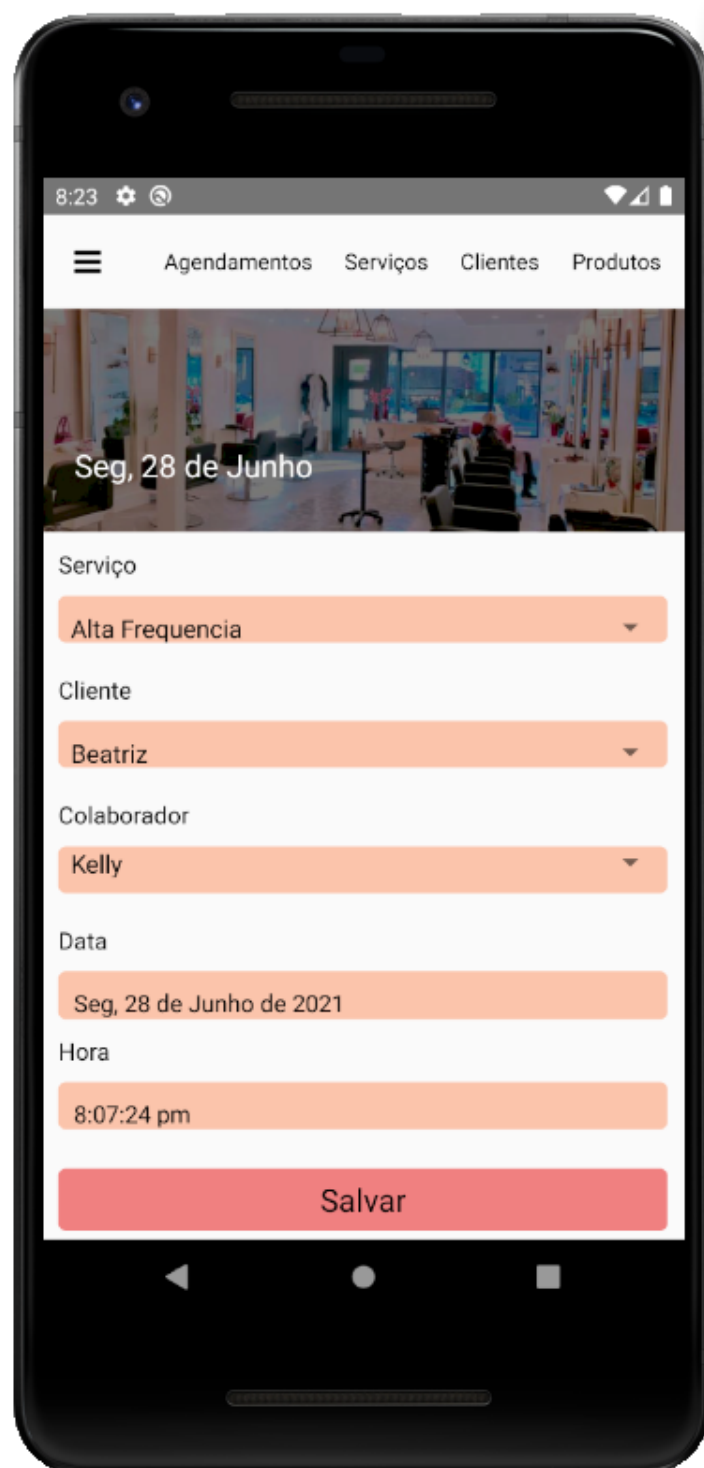 8:23
Agendamentos Serviços Clientes Produtos
Seg, 28 de Junho
Serviço
Alta Frequencia
Cliente
Beatriz
Colaborador
Kelly
Data
Seg, 28 de Junho de 2021
Hora
8:07:24 pm
Salvar